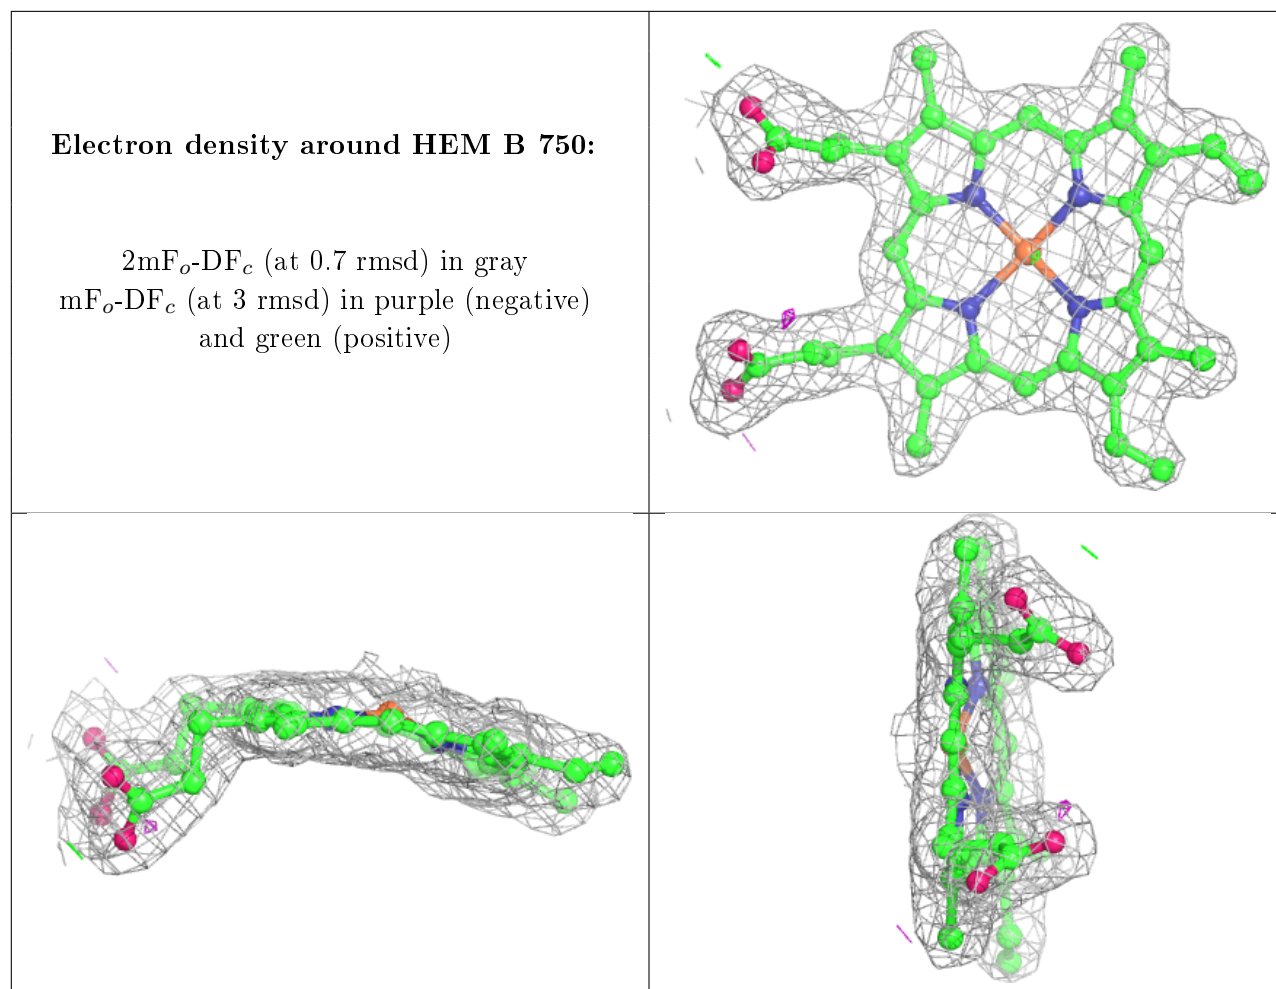 Electron density around HEM B 750:
2mFo-DFc (at 0.7 rmsd) in gray
mFo-DFc (at 3 rmsd) in purple (negative)
and green (positive)